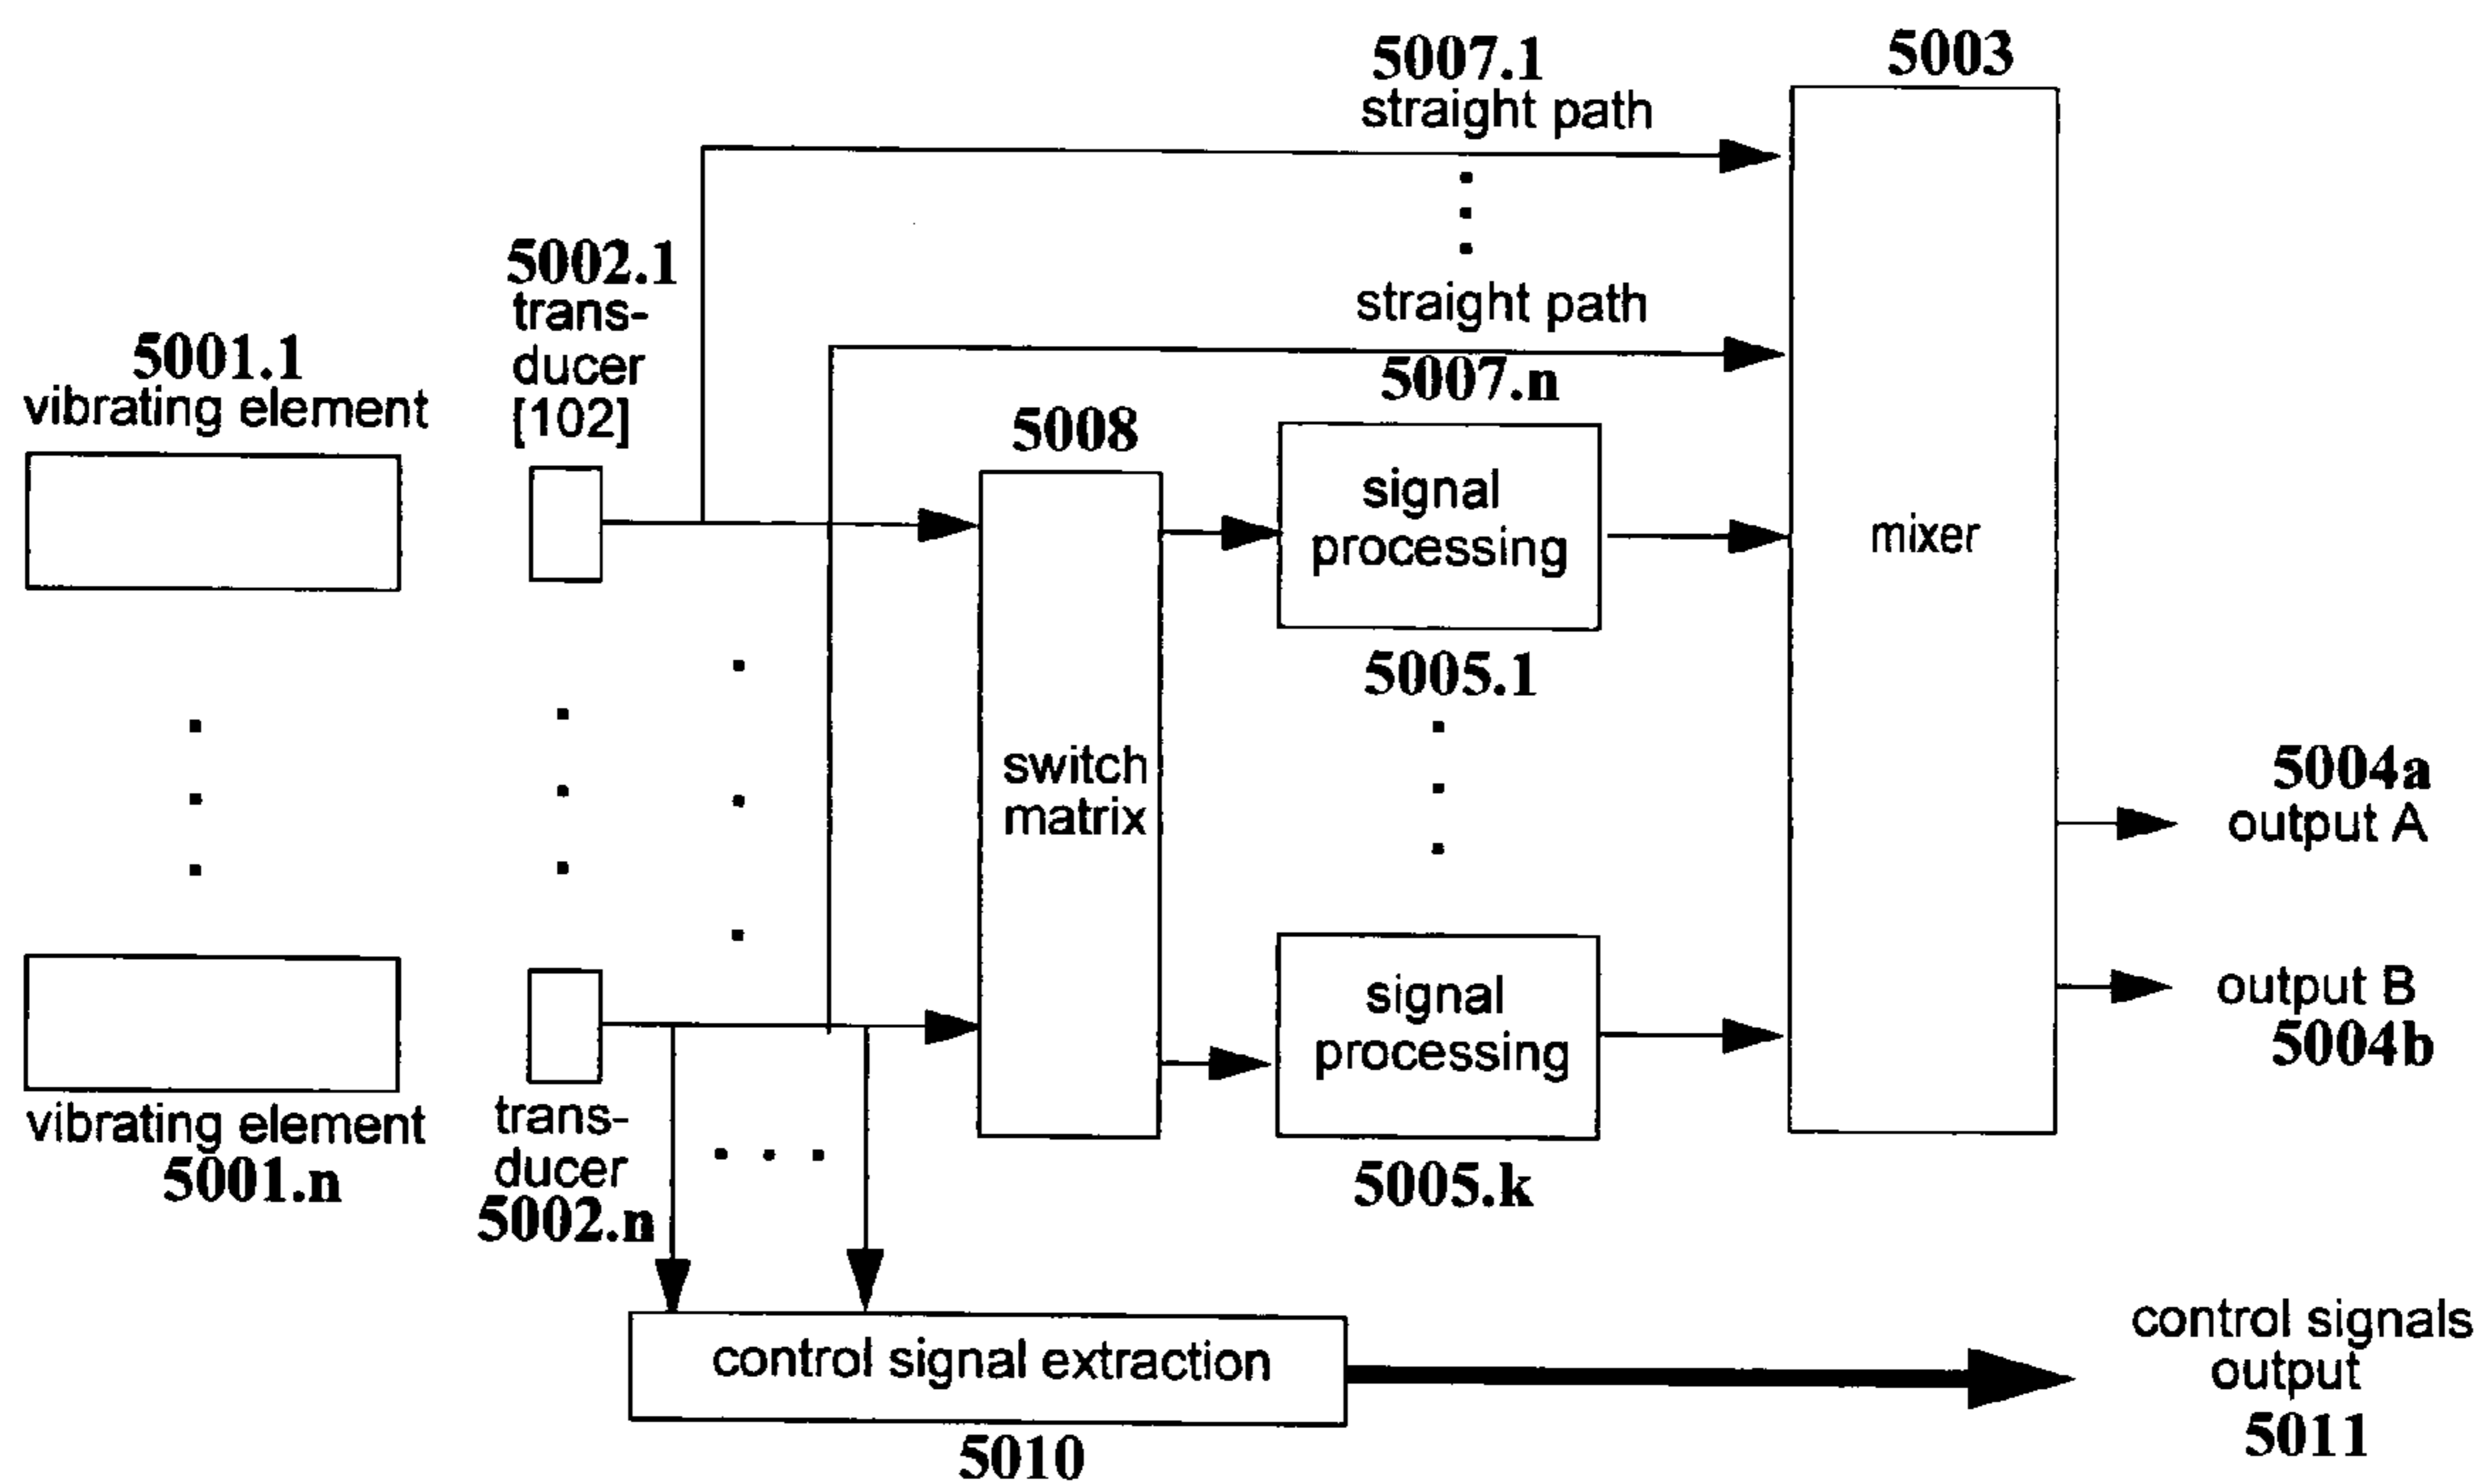 5007.1
straight path
5003
5002.1
trans-
ducer
[102]
straight path
5007.n
5001.1
vibrating element
5008
signal
processing
5005.1
mixer
switch
matrix
5004a
output A
output B
5004b
signal
processing
5005.k
vibrating element
5001.n
trans-
ducer
5002.n
control signal extraction
5010
control signals
output
5011